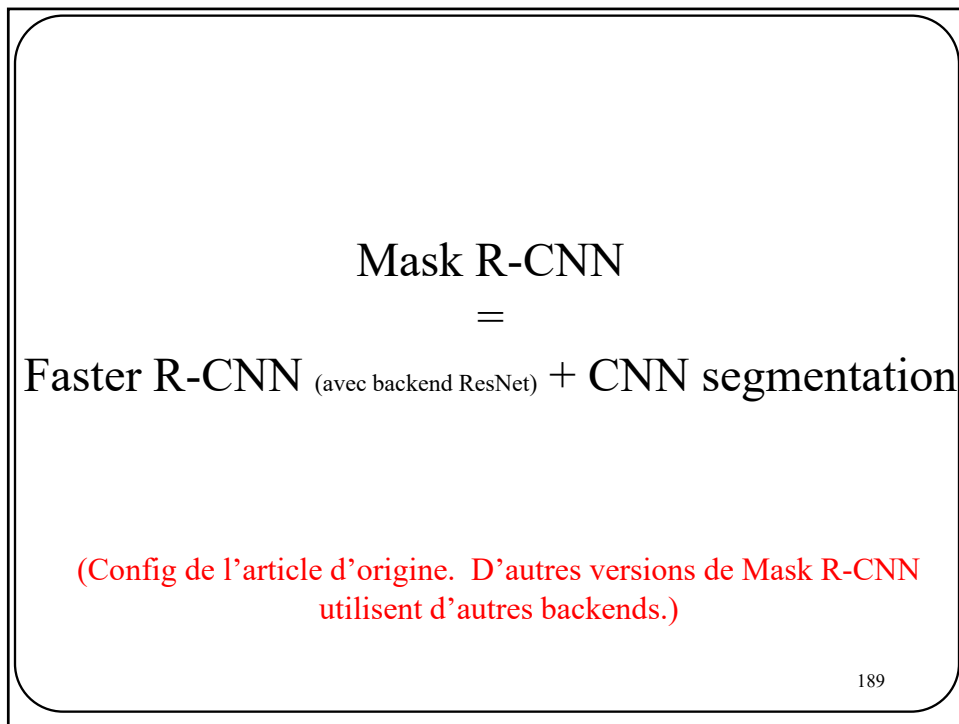 Mask R-CNN
=
Faster R-CNN (avec backend ResNet) + CNN segmentation
(Config de l’article d’origine.  D’autres versions de Mask R-CNN
utilisent d’autres backends.)
189